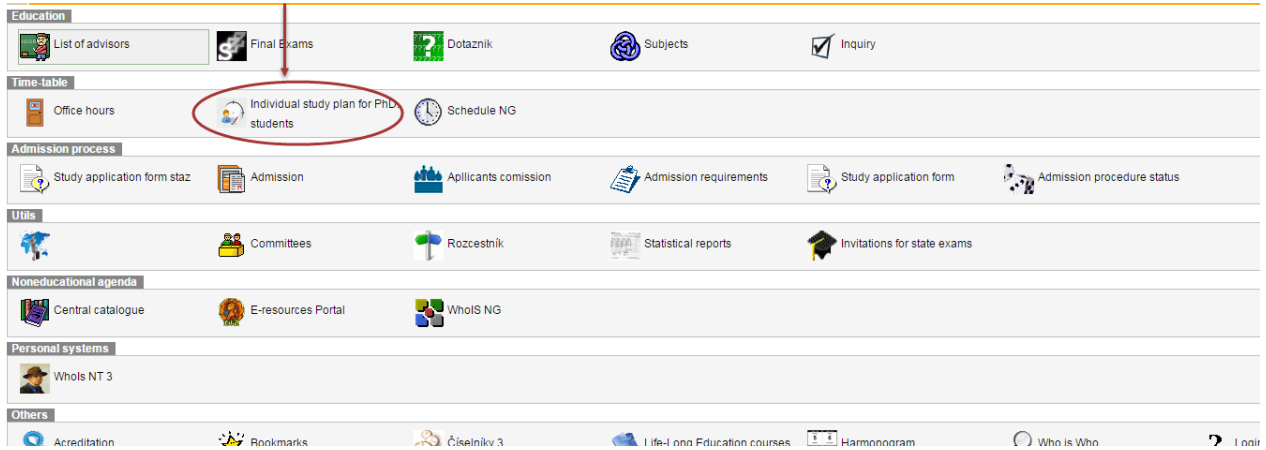 Education
List of advisors Final Exams Dotazník Subjects Inquiry
Time-table
Office hours Individual study plan for PhD. students Schedule NG
Admission process
Study application form staz Admission Apllicants comission Admission requirements Study application form Admission procedure status
Utils
Committees Rozcestník Statistical reports Invitations for state exams
Noneducational agenda
Central catalogue E-resources Portal WhoIS NG
Personal systems
WhoIs NT 3
Others
Acreditation Bookmarks Číselníky 3 Life-Long Education courses Harmonogram Who is Who Login